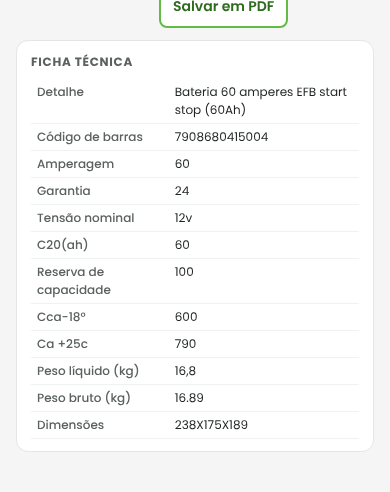 Salvar em PDF
FICHA TÉCNICA
Detalhe Bateria 60 amperes EFB start
stop (60Ah)
Código de barras 7908680415004
Amperagem 60
Garantia 24
Tensão nominal 12v
C20(ah) 60
Reserva de 100
capacidade
Cca-18° 600
Ca +25c 790
Peso líquido (kg) 16,8
Peso bruto (kg) 16.89
Dimensões 238X175X189